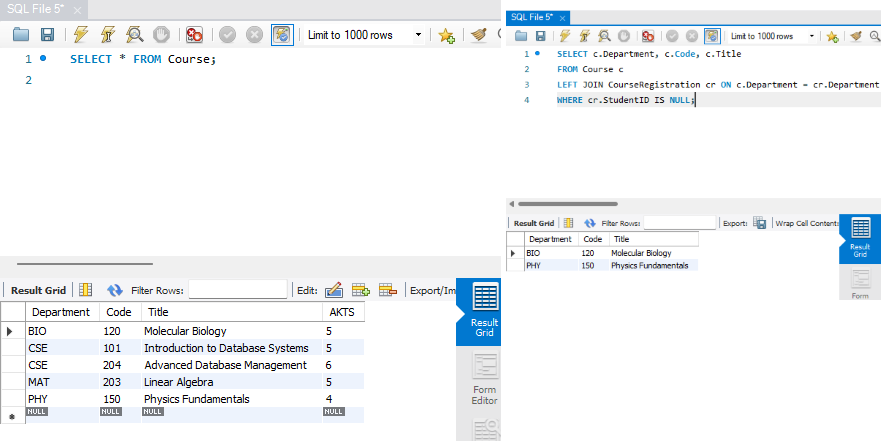 SQL File 5*
Limit to 1000 rows
1 SELECT * FROM Course;
2
Result Grid Filter Rows: Edit: Export/Im
Department Code Title AKTS
BIO 120 Molecular Biology 5
CSE 101 Introduction to Database Systems 5
CSE 204 Advanced Database Management 6
MAT 203 Linear Algebra 5
PHY 150 Physics Fundamentals 4
NULL NULL NULL NULL
Result
Grid
Form
Editor
SQL File 5*
Limit to 1000 rows
1 SELECT c.Department, c.Code, c.Title
2 FROM Course c
3 LEFT JOIN CourseRegistration cr ON c.Department = cr.Department
4 WHERE cr.StudentID IS NULL;
Result Grid Filter Rows: Export: Wrap Cell Content:
Department Code Title
BIO 120 Molecular Biology
PHY 150 Physics Fundamentals
Result
Grid
Form